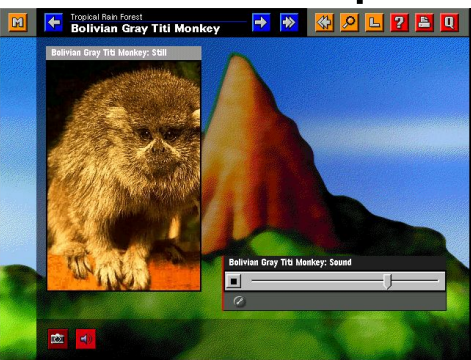 M
Tropical Rain Forest
Bolivian Gray Titi Monkey
L
?
Q
Bolivian Gray Titi Monkey: Still
Bolivian Gray Titi Monkey: Sound